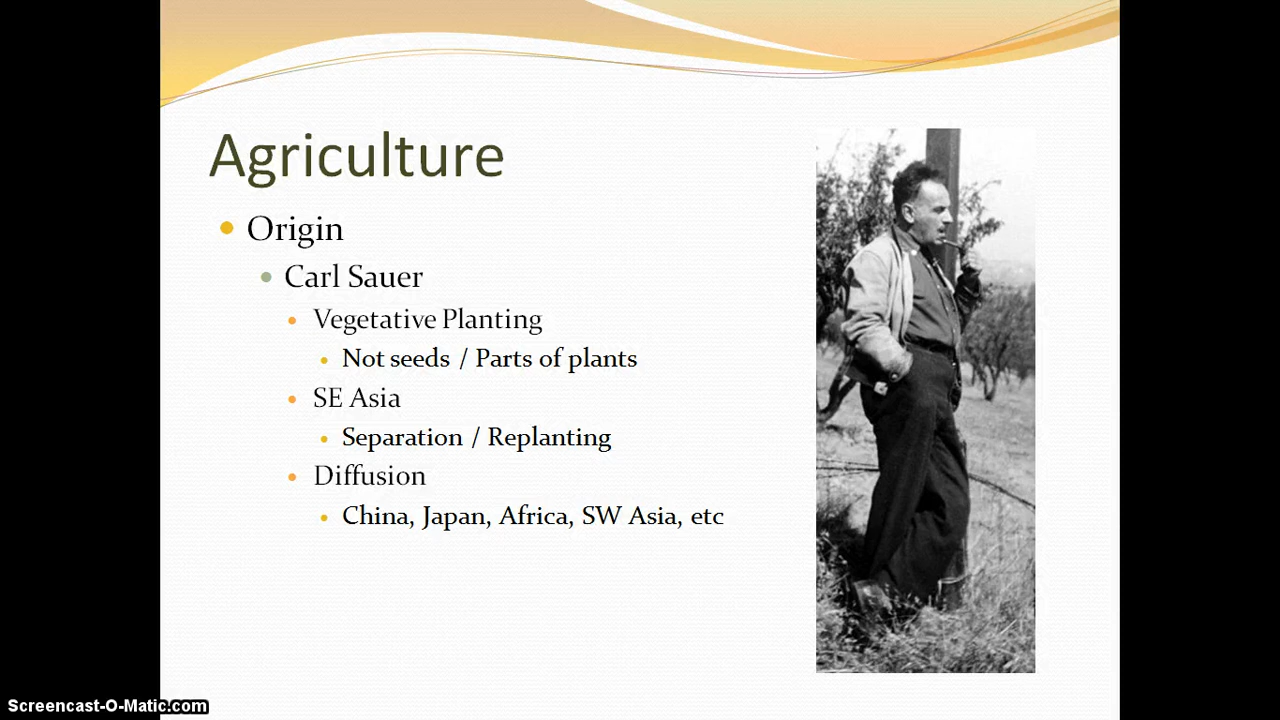 Agriculture
Origin
Carl Sauer
Vegetative Planting
Not seeds / Parts of plants
SE Asia
Separation / Replanting
Diffusion
China, Japan, Africa, SW Asia, etc
Screencast-O-Matic.com